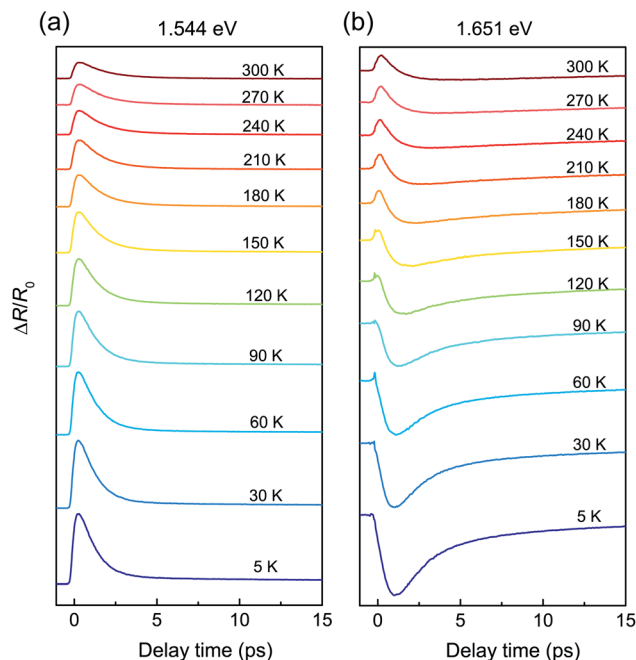 (a) 1.544 eV
300 K
270 K
240 K
210 K
180 K
150 K
120 K
90 K
60 K
30 K
5 K
ΔR/R0
0 5 10 15
Delay time (ps)
(b) 1.651 eV
300 K
270 K
240 K
210 K
180 K
150 K
120 K
90 K
60 K
30 K
5 K
0 5 10 15
Delay time (ps)